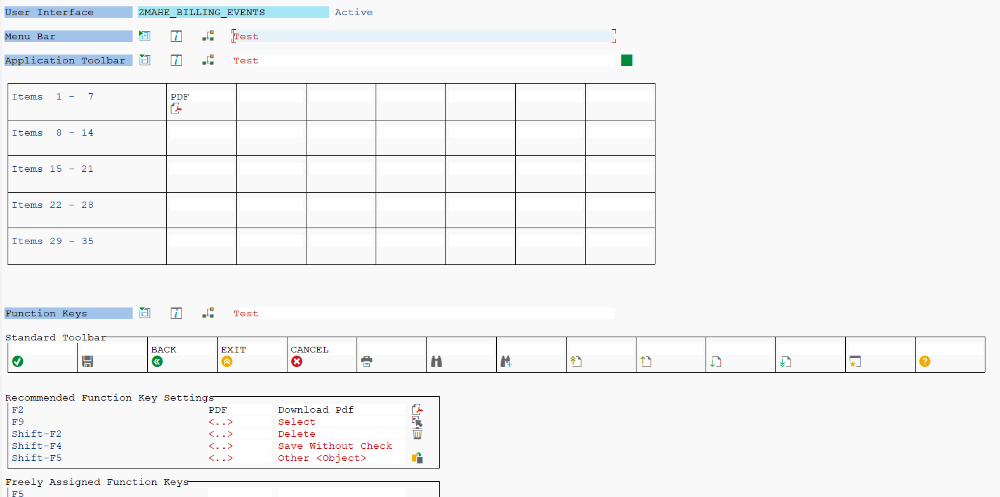 User Interface ZMAHE_BILLING_EVENTS Active
Menu Bar Test
Application Toolbar Test
Items 1 - 7 PDF
Items 8 - 14
Items 15 - 21
Items 22 - 28
Items 29 - 35
Function Keys Test
Standard Toolbar
BACK EXIT CANCEL
Recommended Function Key Settings
F2 PDF Download Pdf
F9 <..> Select
Shift-F2 <..> Delete
Shift-F4 <..> Save Without Check
Shift-F5 <..> Other <Object>
Freely Assigned Function Keys
F5